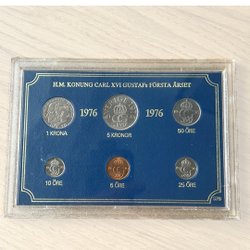 H.M. KONUNG CARL XVI GUSTAFs FÖRSTA ÅRSET
1976 1976
1 KRONA 5 KRONOR 50 ÖRE
10 ÖRE 5 ÖRE 25 ÖRE